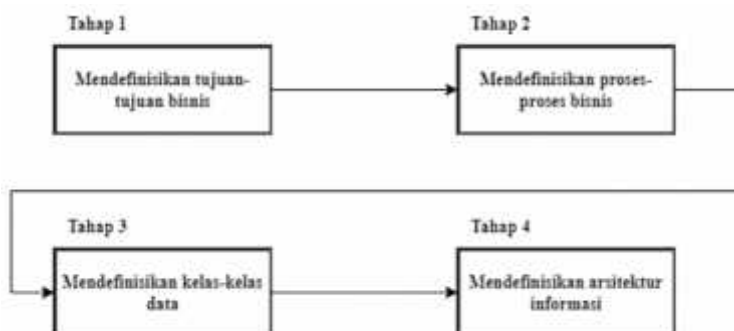 Tahap 1
Mendefinisikan tujuan-
tujuan bisnis
Tahap 2
Mendefinisikan proses-
proses bisnis
Tahap 3
Mendefinisikan kelas-kelas
data
Tahap 4
Mendefinisikan arsitektur
informasi